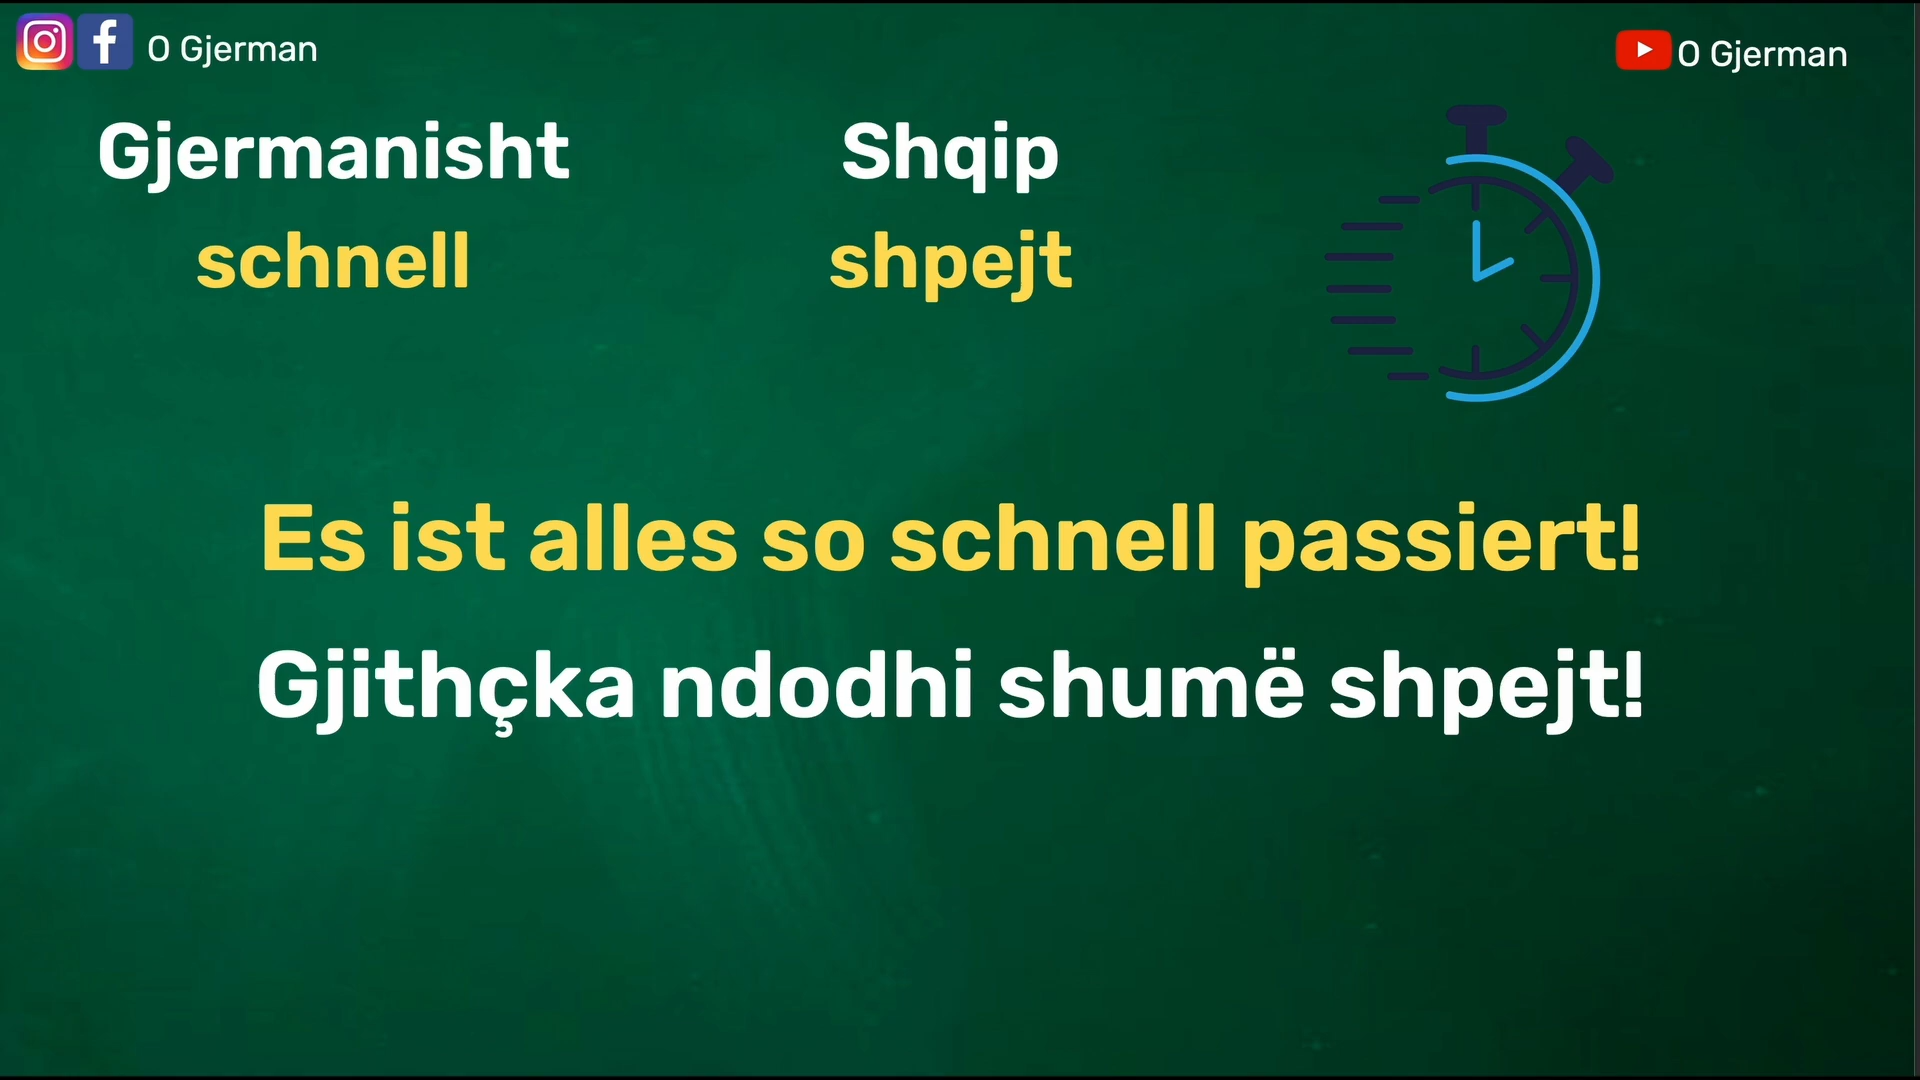 O Gjerman
O Gjerman
Gjermanisht
Shqip
schnell
shpejt
Es ist alles so schnell passiert!
Gjithçka ndodhi shumë shpejt!